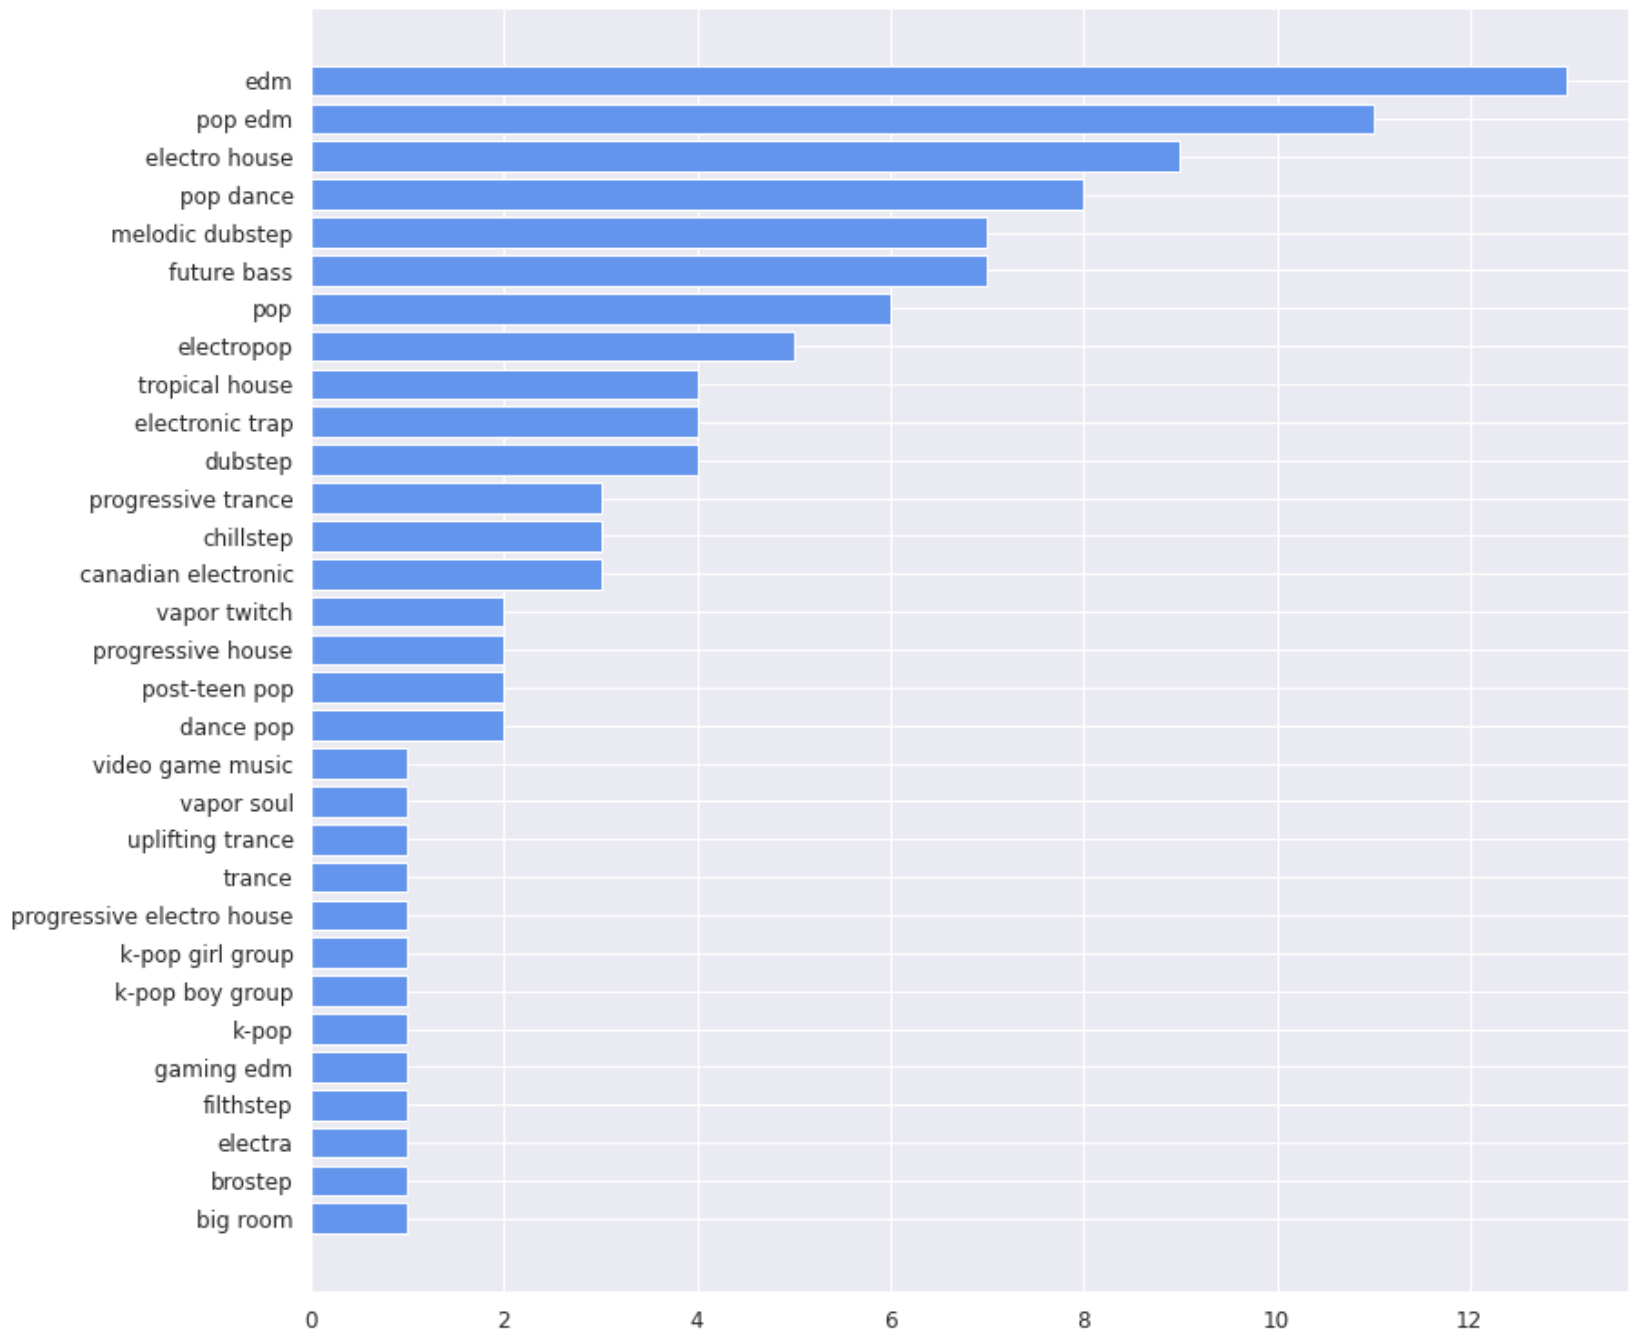 edm
pop edm
electro house
pop dance
melodic dubstep
future bass
pop
electropop
tropical house
electronic trap
dubstep
progressive trance
chillstep
canadian electronic
vapor twitch
progressive house
post-teen pop
dance pop
video game music
vapor soul
uplifting trance
trance
progressive electro house
k-pop girl group
k-pop boy group
k-pop
gaming edm
filthstep
electra
brostep
big room
0 2 4 6 8 10 12